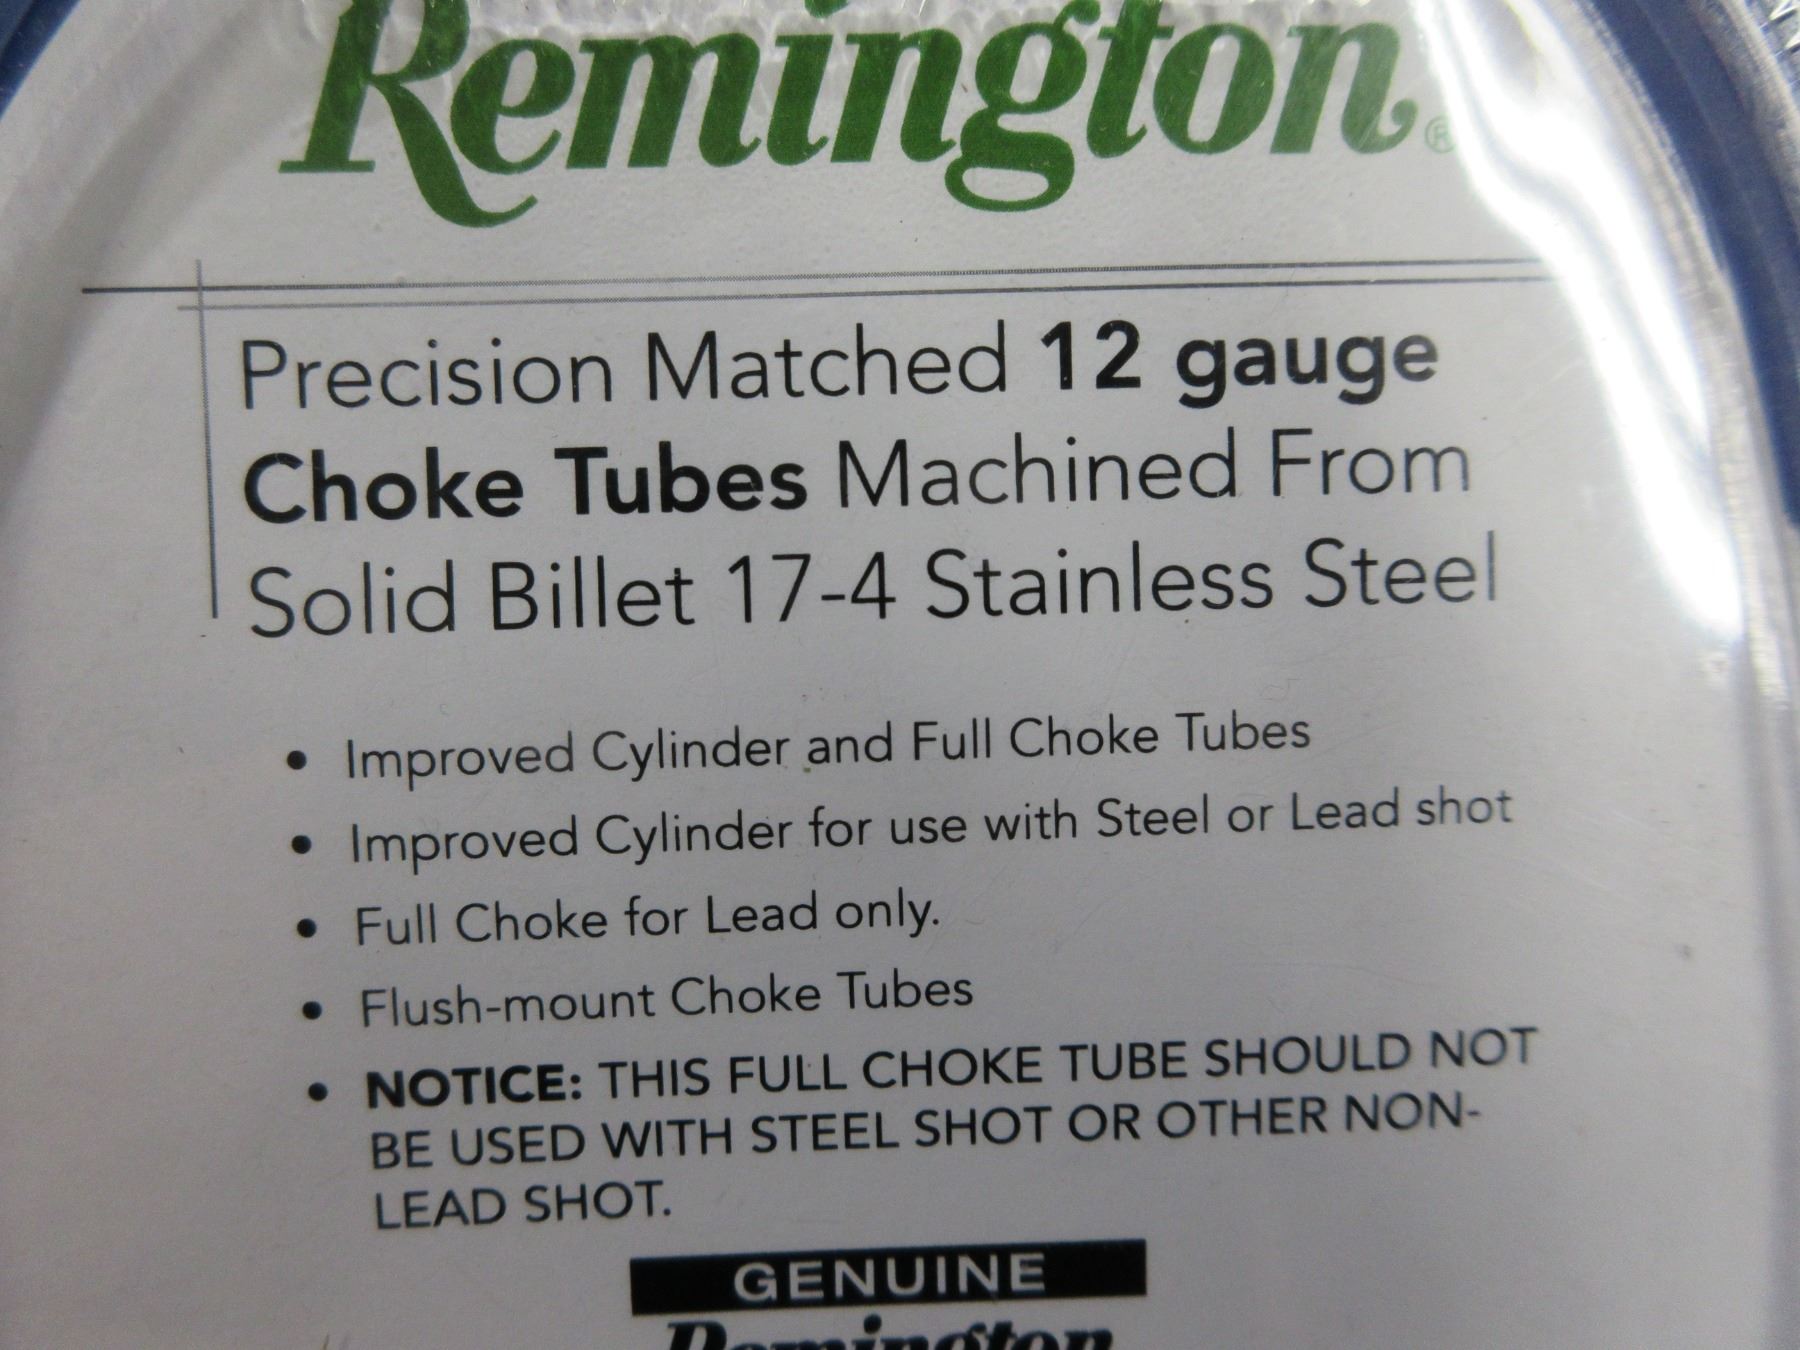 Remington®
Precision Matched 12 gauge
Choke Tubes Machined From
Solid Billet 17-4 Stainless Steel
• Improved Cylinder and Full Choke Tubes
• Improved Cylinder for use with Steel or Lead shot
• Full Choke for Lead only.
• Flush-mount Choke Tubes
• NOTICE: THIS FULL CHOKE TUBE SHOULD NOT
BE USED WITH STEEL SHOT OR OTHER NON-
LEAD SHOT.
GENUINE
Remington